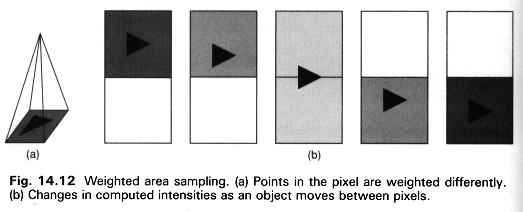 (a)
(b)
Fig. 14.12 Weighted area sampling. (a) Points in the pixel are weighted differently.
(b) Changes in computed intensities as an object moves between pixels.